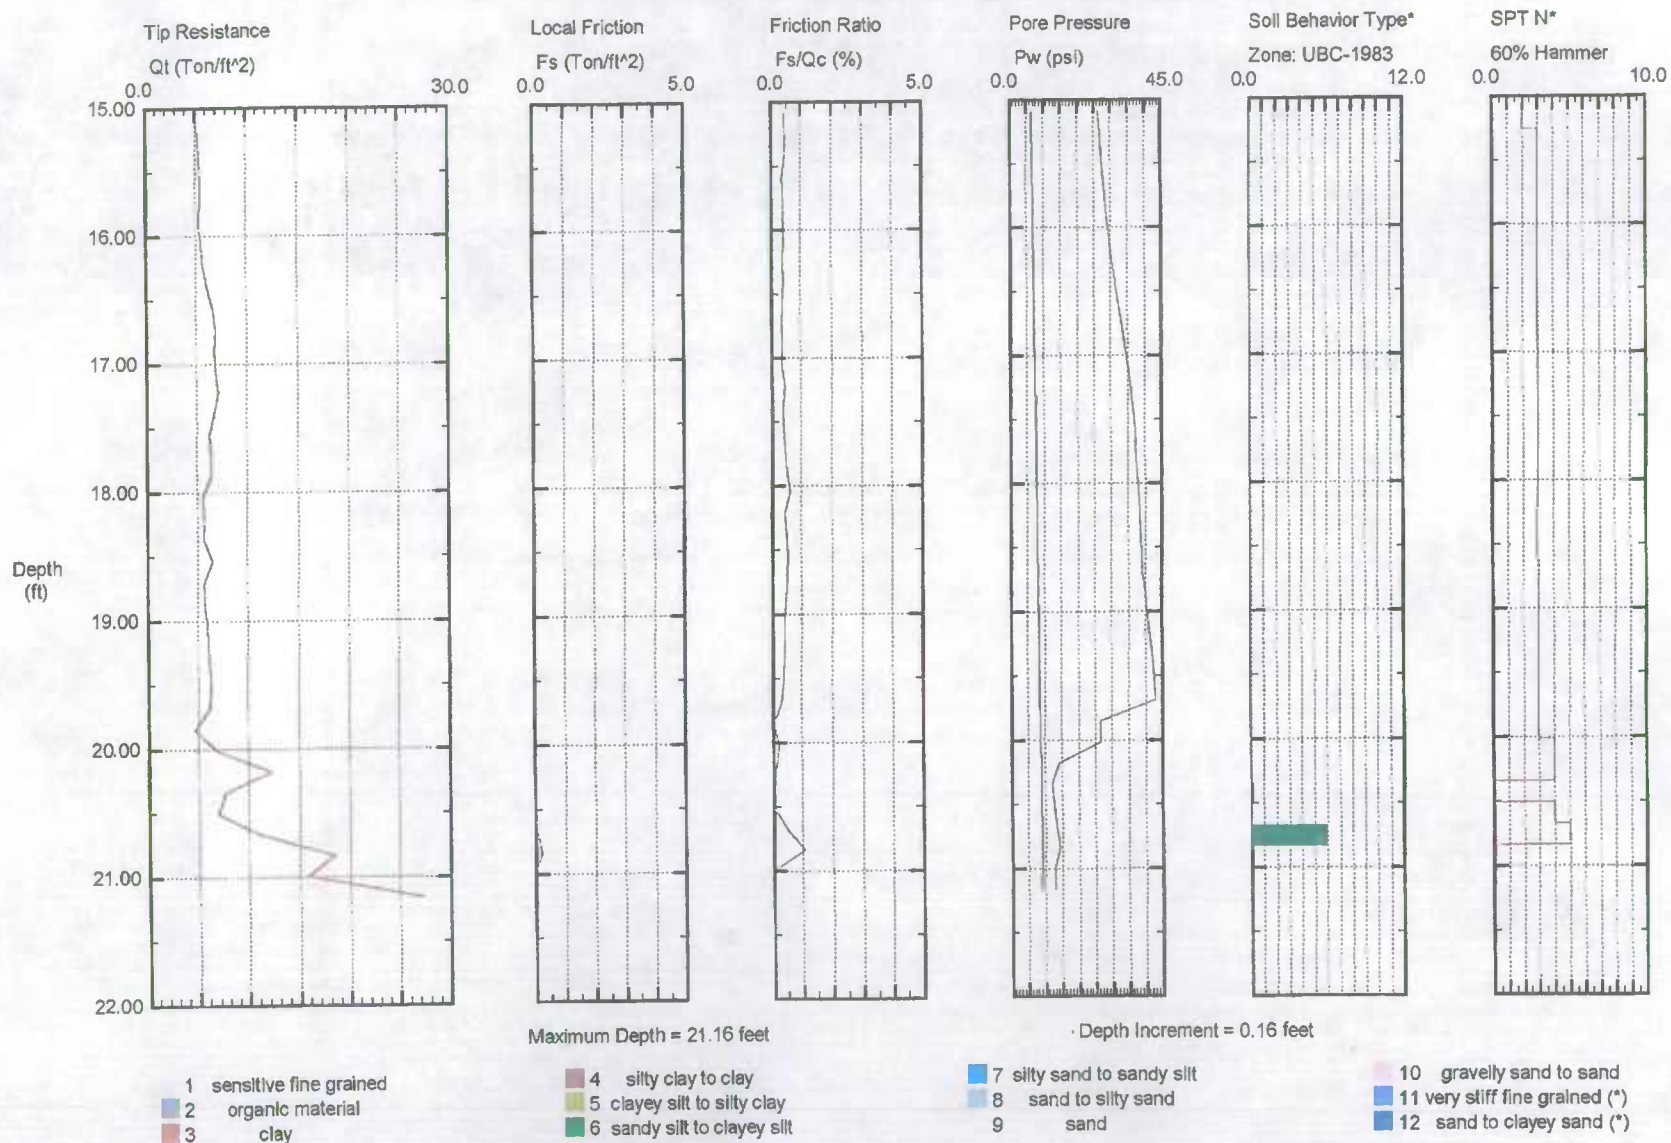 Tip Resistance
Qt (Ton/ft^2)
0.0 30.0
Local Friction
Fs (Ton/ft^2)
0.0 5.0
Friction Ratio
Fs/Qc (%)
0.0 5.0
Pore Pressure
Pw (psi)
0.0 45.0
Soil Behavior Type*
Zone: UBC-1983
0.0 12.0
SPT N*
60% Hammer
0.0 10.0
15.00
16.00
17.00
18.00
Depth
(ft)
19.00
20.00
21.00
22.00
Maximum Depth = 21.16 feet
Depth Increment = 0.16 feet
1 sensitive fine grained
2 organic material
3 clay
4 silty clay to clay
5 clayey silt to silty clay
6 sandy silt to clayey silt
7 silty sand to sandy silt
8 sand to silty sand
9 sand
10 gravelly sand to sand
11 very stiff fine grained (*)
12 sand to clayey sand (*)